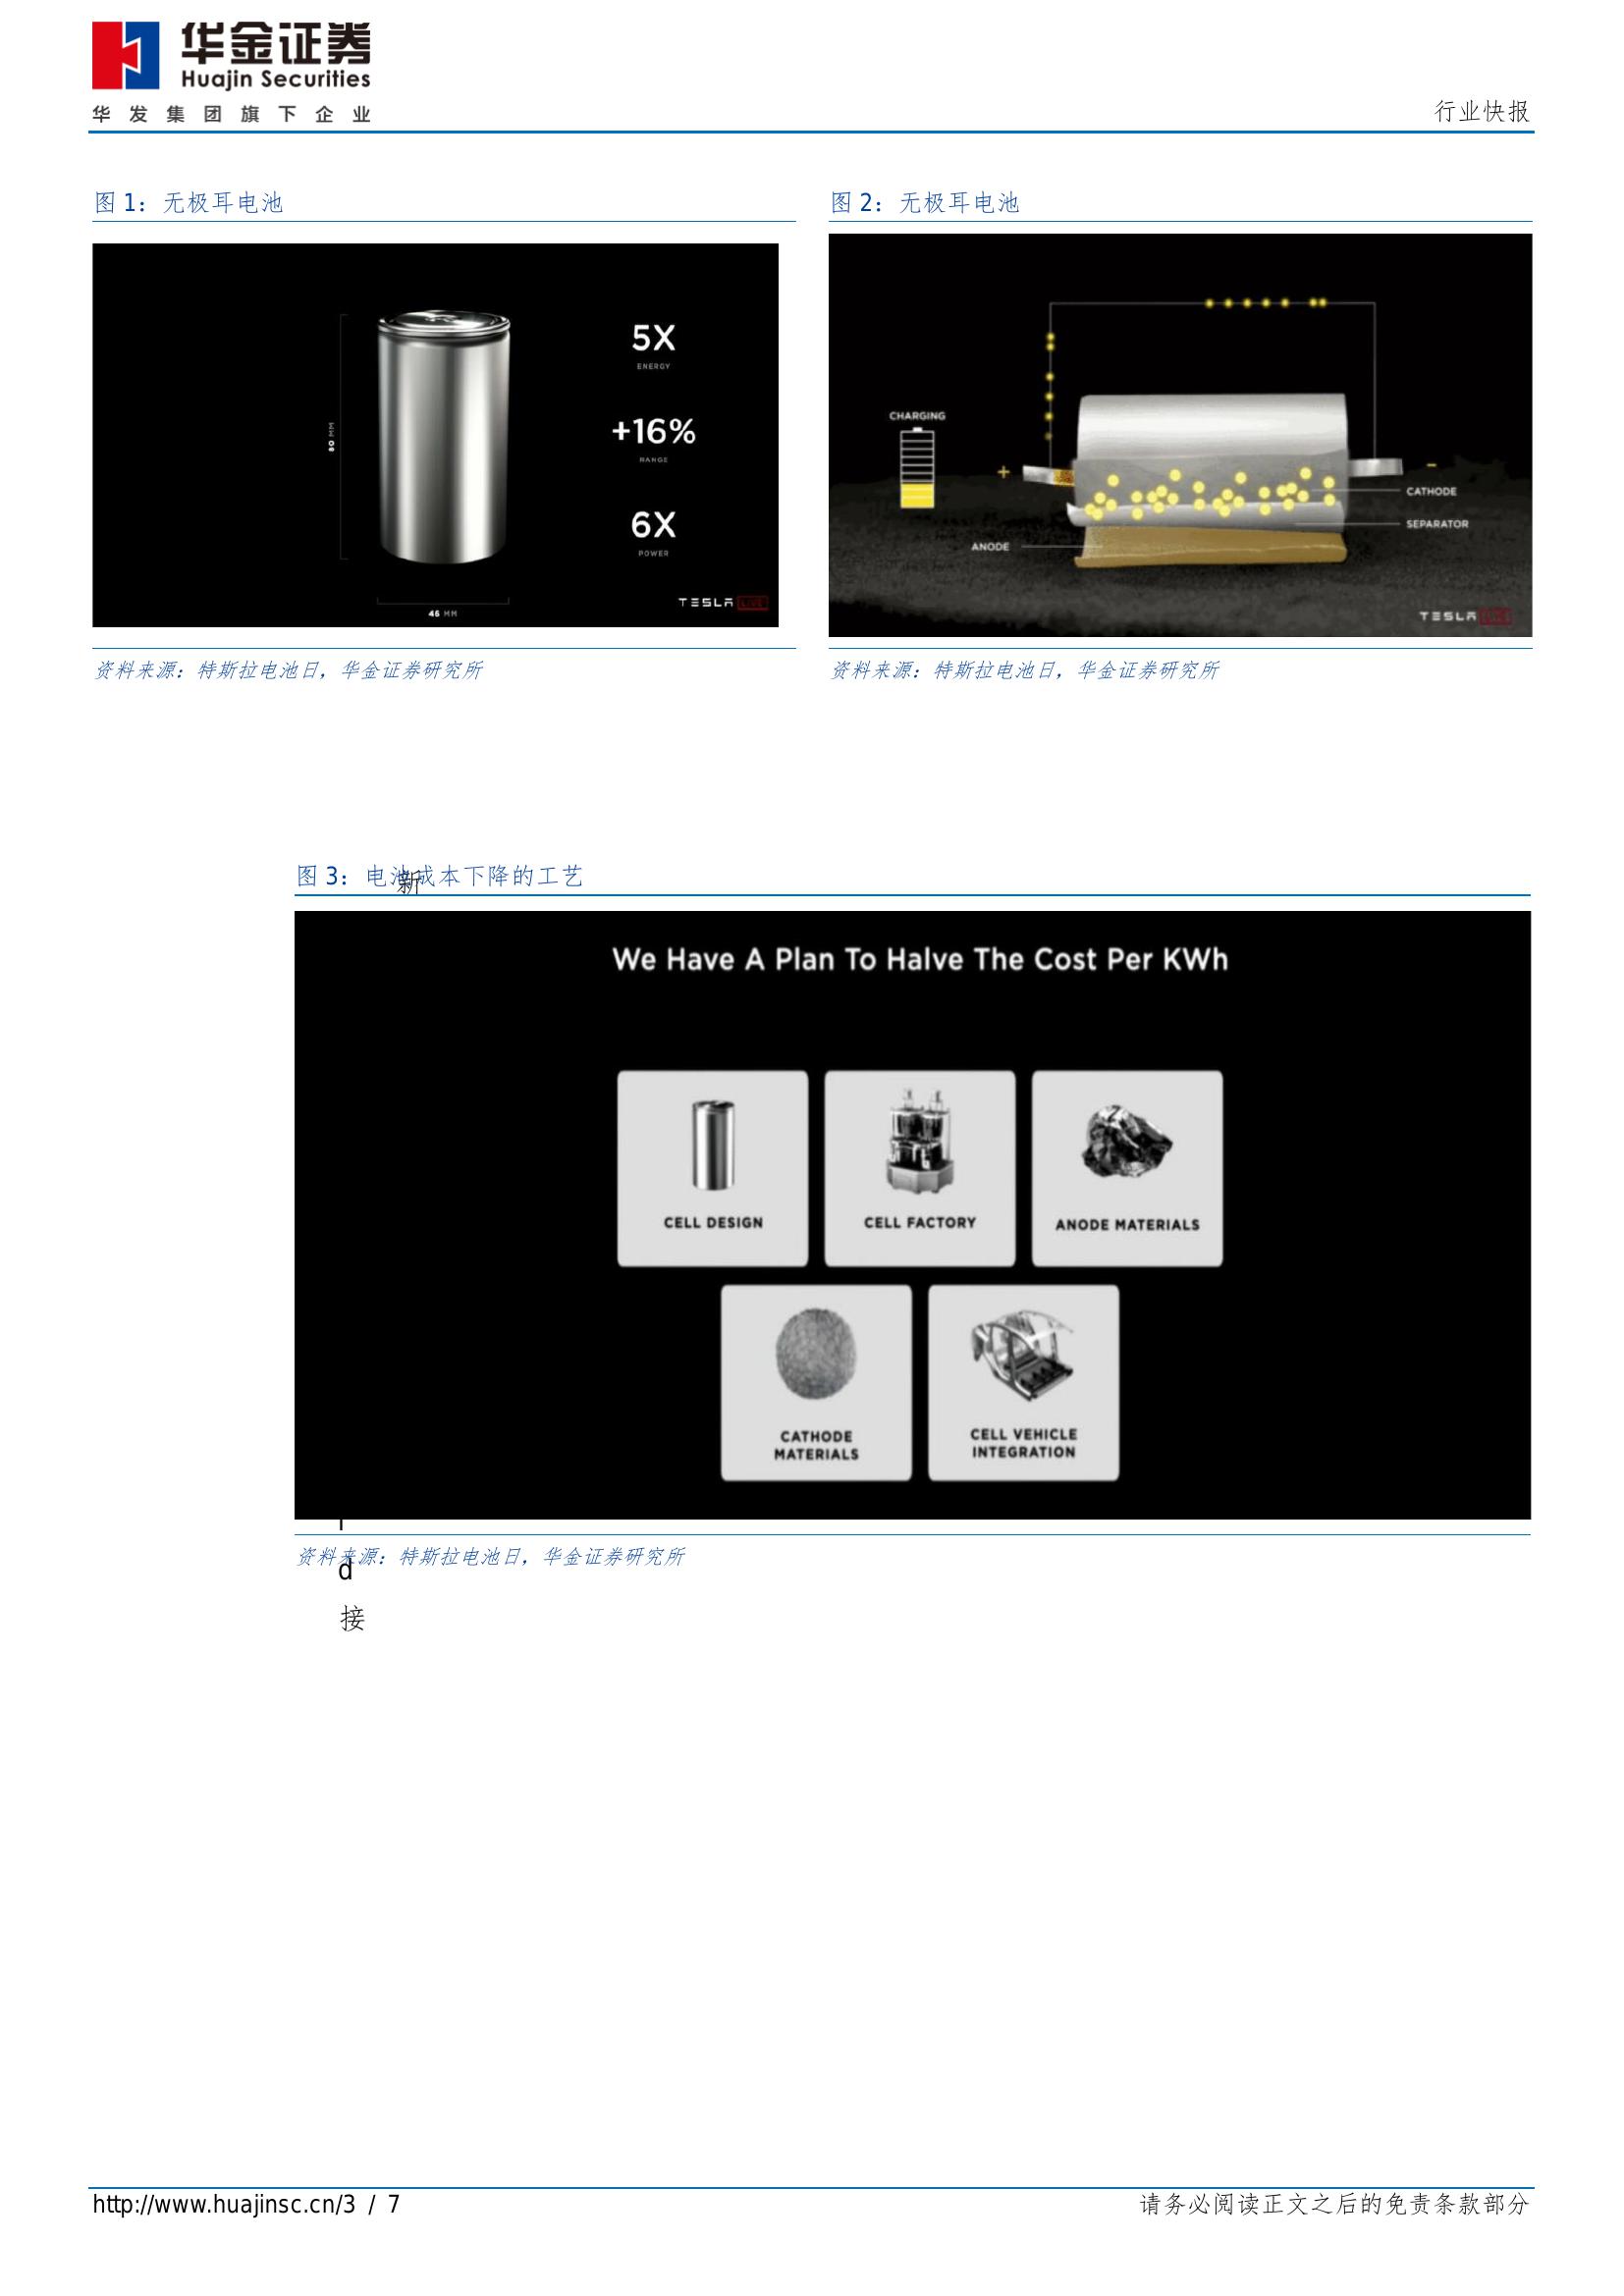 华金证券
Huajin Securities
华发集团旗下企业
行业快报
图 1：无极耳电池
5X
ENERGY
+16%
RANGE
6X
POWER
80 MM
46 MM
TESLA LIVE
资料来源：特斯拉电池日，华金证券研究所
图 2：无极耳电池
CHARGING
+
−
CATHODE
SEPARATOR
ANODE
TESLA LIVE
资料来源：特斯拉电池日，华金证券研究所
图 3：电池成本下降的工艺
新
We Have A Plan To Halve The Cost Per KWh
CELL DESIGN
CELL FACTORY
ANODE MATERIALS
CATHODE
MATERIALS
CELL VEHICLE
INTEGRATION
资料来源：特斯拉电池日，华金证券研究所
d
接
http://www.huajinsc.cn/3 / 7
请务必阅读正文之后的免责条款部分